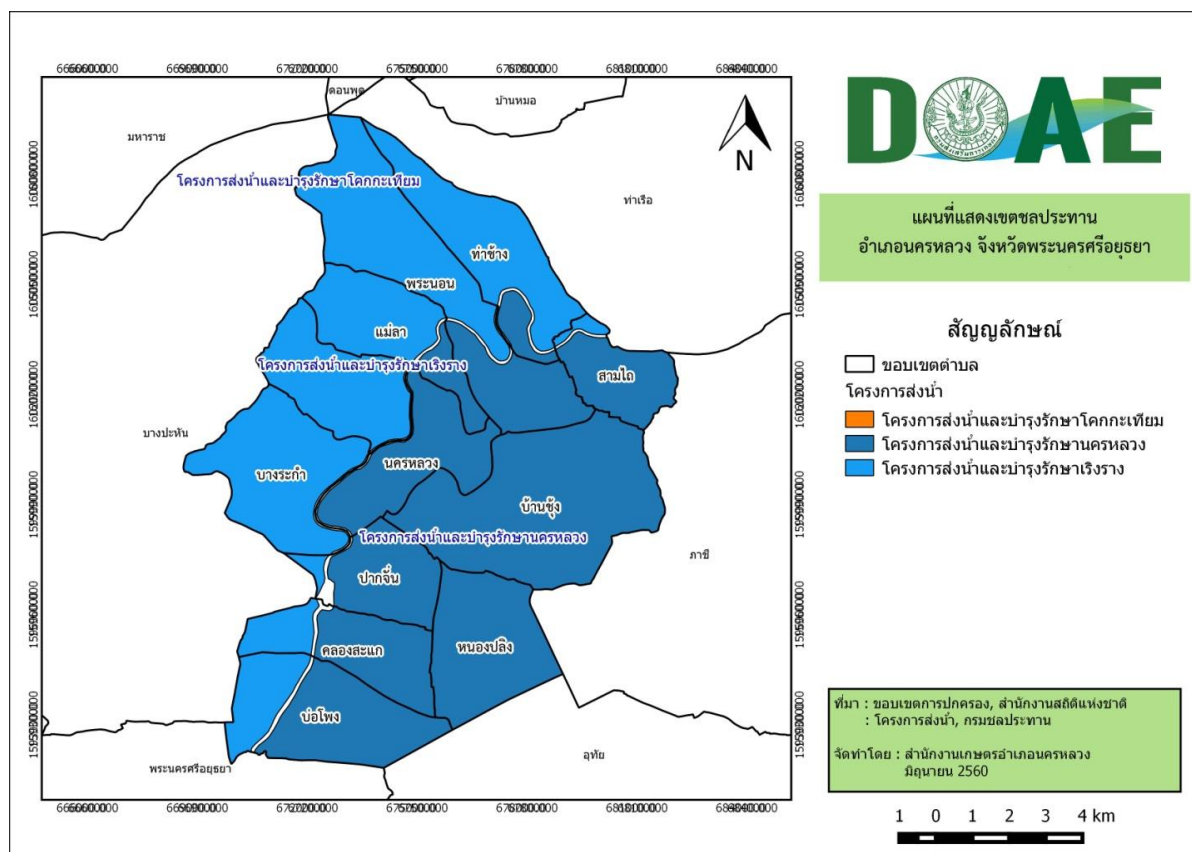 ดอนพุด
บ้านหมอ
มหาราช
N
โครงการส่งน้ำและบำรุงรักษาโคกกะเทียม
ท่าเรือ
ท่าช้าง
พระนอน
แม่ลา
โครงการส่งน้ำและบำรุงรักษาเริงราง
สามไถ
บางปะหัน
นครหลวง
บางระกำ
บ้านชุ้ง
โครงการส่งน้ำและบำรุงรักษานครหลวง
ภาชี
ปากจั่น
คลองสะแก
หนองปลิง
บ่อโพง
อุทัย
พระนครศรีอยุธยา
DOAE
กรมส่งเสริมการเกษตร
แผนที่แสดงเขตชลประทาน
อำเภอนครหลวง จังหวัดพระนครศรีอยุธยา
สัญญลักษณ์
ขอบเขตตำบล
โครงการส่งน้ำ
โครงการส่งน้ำและบำรุงรักษาโคกกะเทียม
โครงการส่งน้ำและบำรุงรักษานครหลวง
โครงการส่งน้ำและบำรุงรักษาเริงราง
ที่มา : ขอบเขตการปกครอง, สำนักงานสถิติแห่งชาติ
: โครงการส่งน้ำ, กรมชลประทาน
จัดทำโดย : สำนักงานเกษตรอำเภอนครหลวง
มิถุนายน 2560
1 0 1 2 3 4 km